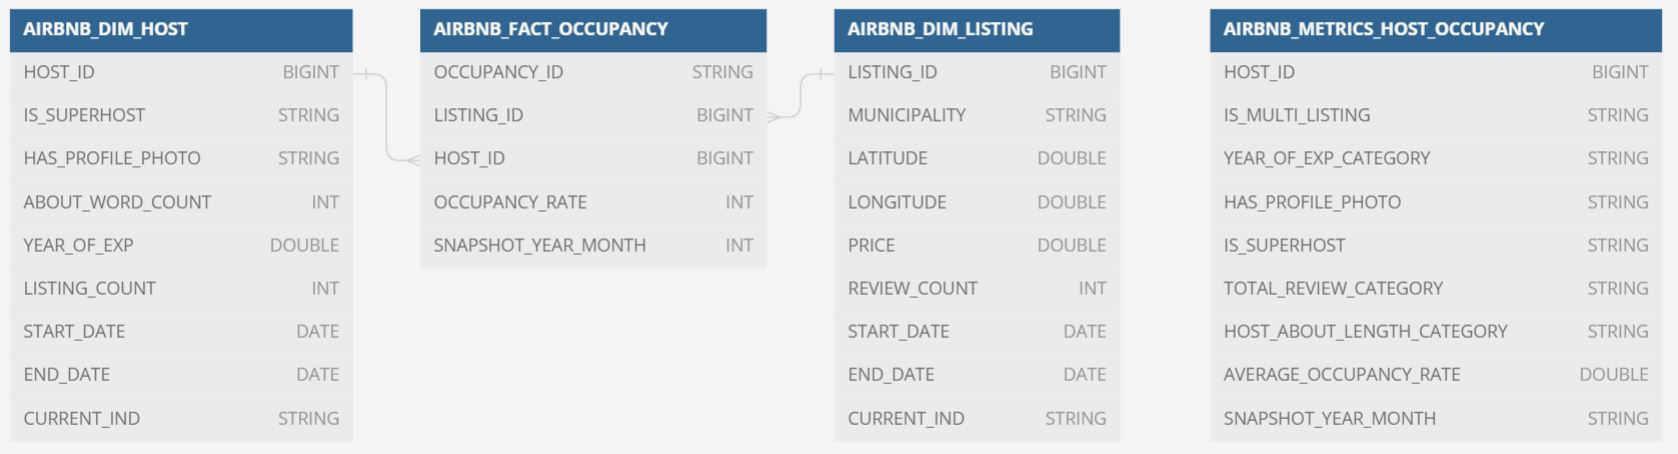 AIRBNB_DIM_HOST
HOST_ID BIGINT
IS_SUPERHOST STRING
HAS_PROFILE_PHOTO STRING
ABOUT_WORD_COUNT INT
YEAR_OF_EXP DOUBLE
LISTING_COUNT INT
START_DATE DATE
END_DATE DATE
CURRENT_IND STRING
AIRBNB_FACT_OCCUPANCY
OCCUPANCY_ID STRING
LISTING_ID BIGINT
HOST_ID BIGINT
OCCUPANCY_RATE INT
SNAPSHOT_YEAR_MONTH INT
AIRBNB_DIM_LISTING
LISTING_ID BIGINT
MUNICIPALITY STRING
LATITUDE DOUBLE
LONGITUDE DOUBLE
PRICE DOUBLE
REVIEW_COUNT INT
START_DATE DATE
END_DATE DATE
CURRENT_IND STRING
AIRBNB_METRICS_HOST_OCCUPANCY
HOST_ID BIGINT
IS_MULTI_LISTING STRING
YEAR_OF_EXP_CATEGORY STRING
HAS_PROFILE_PHOTO STRING
IS_SUPERHOST STRING
TOTAL_REVIEW_CATEGORY STRING
HOST_ABOUT_LENGTH_CATEGORY STRING
AVERAGE_OCCUPANCY_RATE DOUBLE
SNAPSHOT_YEAR_MONTH STRING